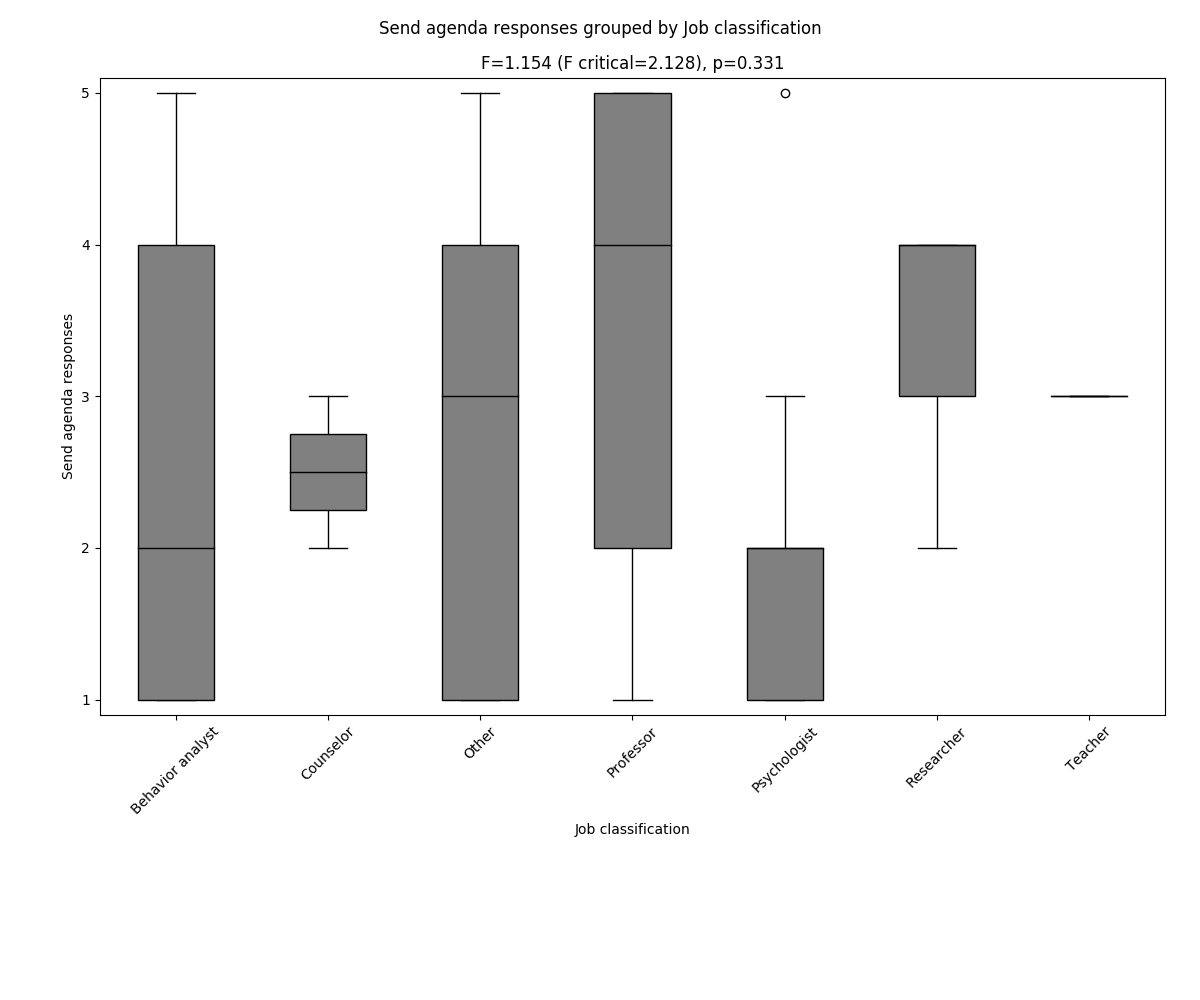 Send agenda responses grouped by Job classification
F=1.154 (F critical=2.128), p=0.331
5
4
3
2
1
Send agenda responses
Behavior analyst
Counselor
Other
Professor
Psychologist
Researcher
Teacher
Job classification